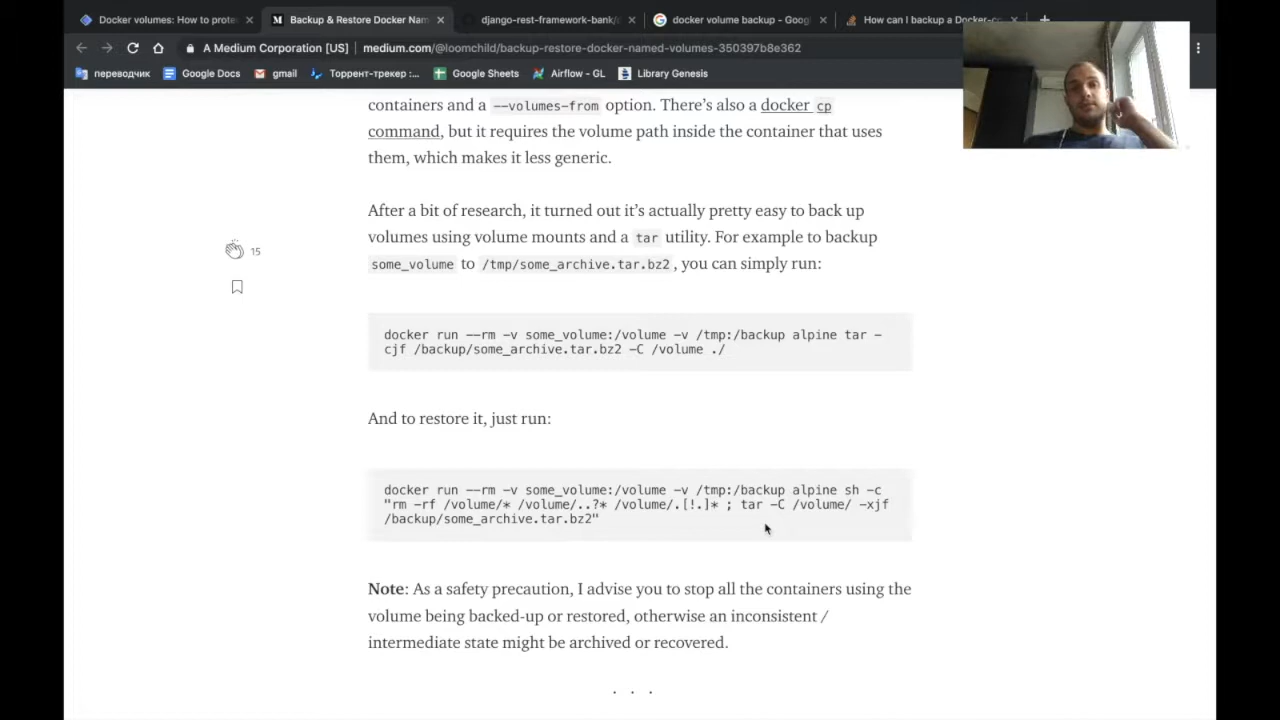 Docker volumes: How to prote
Backup & Restore Docker Nam
django-rest-framework-bank/
docker volume backup - Goog
How can I backup a Docker-c
A Medium Corporation [US]
medium.com/@loomchild/backup-restore-docker-named-volumes-350397b8e362
переводчик
Google Docs
gmail
Торрент-трекер :...
Google Sheets
Airflow - GL
Library Genesis
containers and a --volumes-from option. There’s also a docker cp
command, but it requires the volume path inside the container that uses
them, which makes it less generic.
After a bit of research, it turned out it’s actually pretty easy to back up
volumes using volume mounts and a tar utility. For example to backup
some_volume to /tmp/some_archive.tar.bz2, you can simply run:
15
docker run --rm -v some_volume:/volume -v /tmp:/backup alpine tar -
cjf /backup/some_archive.tar.bz2 -C /volume ./
And to restore it, just run:
docker run --rm -v some_volume:/volume -v /tmp:/backup alpine sh -c
"rm -rf /volume/* /volume/..?* /volume/.[!.]* ; tar -C /volume/ -xjf
/backup/some_archive.tar.bz2"
Note: As a safety precaution, I advise you to stop all the containers using the
volume being backed-up or restored, otherwise an inconsistent /
intermediate state might be archived or recovered.
. . .